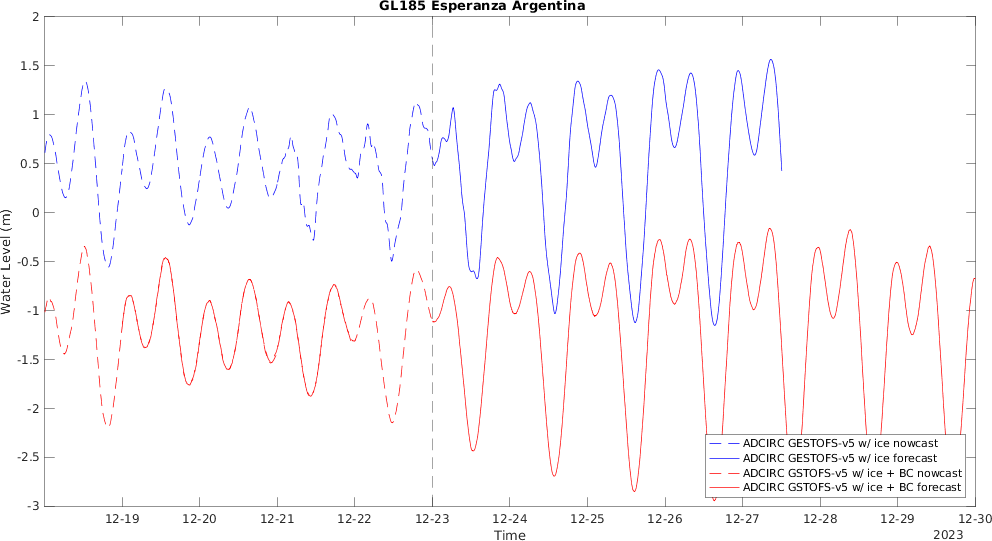 GL185 Esperanza Argentina
2
1.5
1
0.5
0
-0.5
-1
-1.5
-2
-2.5
-3
Water Level (m)
ADCIRC GESTOFS-v5 w/ ice nowcast
ADCIRC GESTOFS-v5 w/ ice forecast
ADCIRC GSTOFS-v5 w/ ice + BC nowcast
ADCIRC GSTOFS-v5 w/ ice + BC forecast
12-19 12-20 12-21 12-22 12-23 12-24 12-25 12-26 12-27 12-28 12-29 12-30
Time
2023